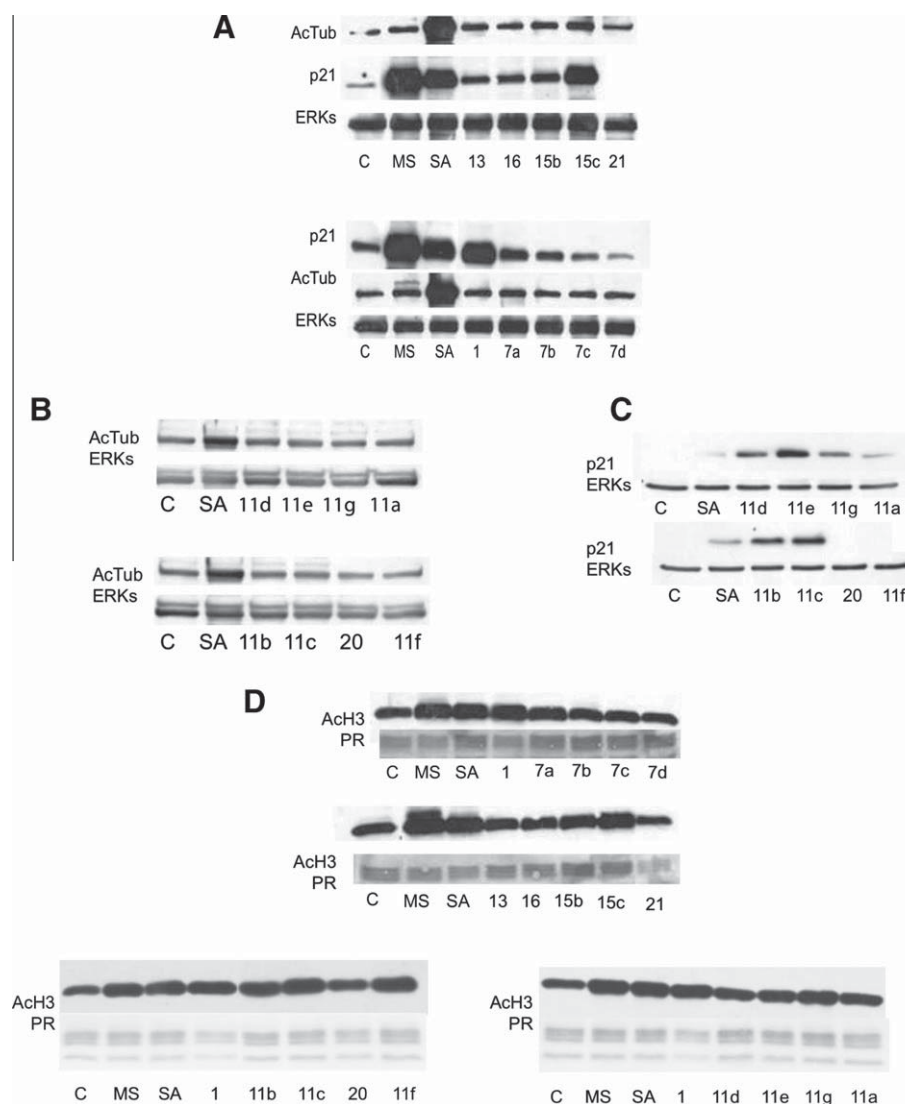 A
AcTub
p21
ERKs
C MS SA 13 16 15b 15c 21
p21
AcTub
ERKs
C MS SA 1 7a 7b 7c 7d
B
AcTub
ERKs
C SA 11d 11e 11g 11a
AcTub
ERKs
C SA 11b 11c 20 11f
C
p21
ERKs
C SA 11d 11e 11g 11a
p21
ERKs
C SA 11b 11c 20 11f
D
AcH3
PR
C MS SA 1 7a 7b 7c 7d
AcH3
PR
C MS SA 13 16 15b 15c 21
AcH3
PR
C MS SA 1 11b 11c 20 11f
AcH3
PR
C MS SA 1 11d 11e 11g 11a